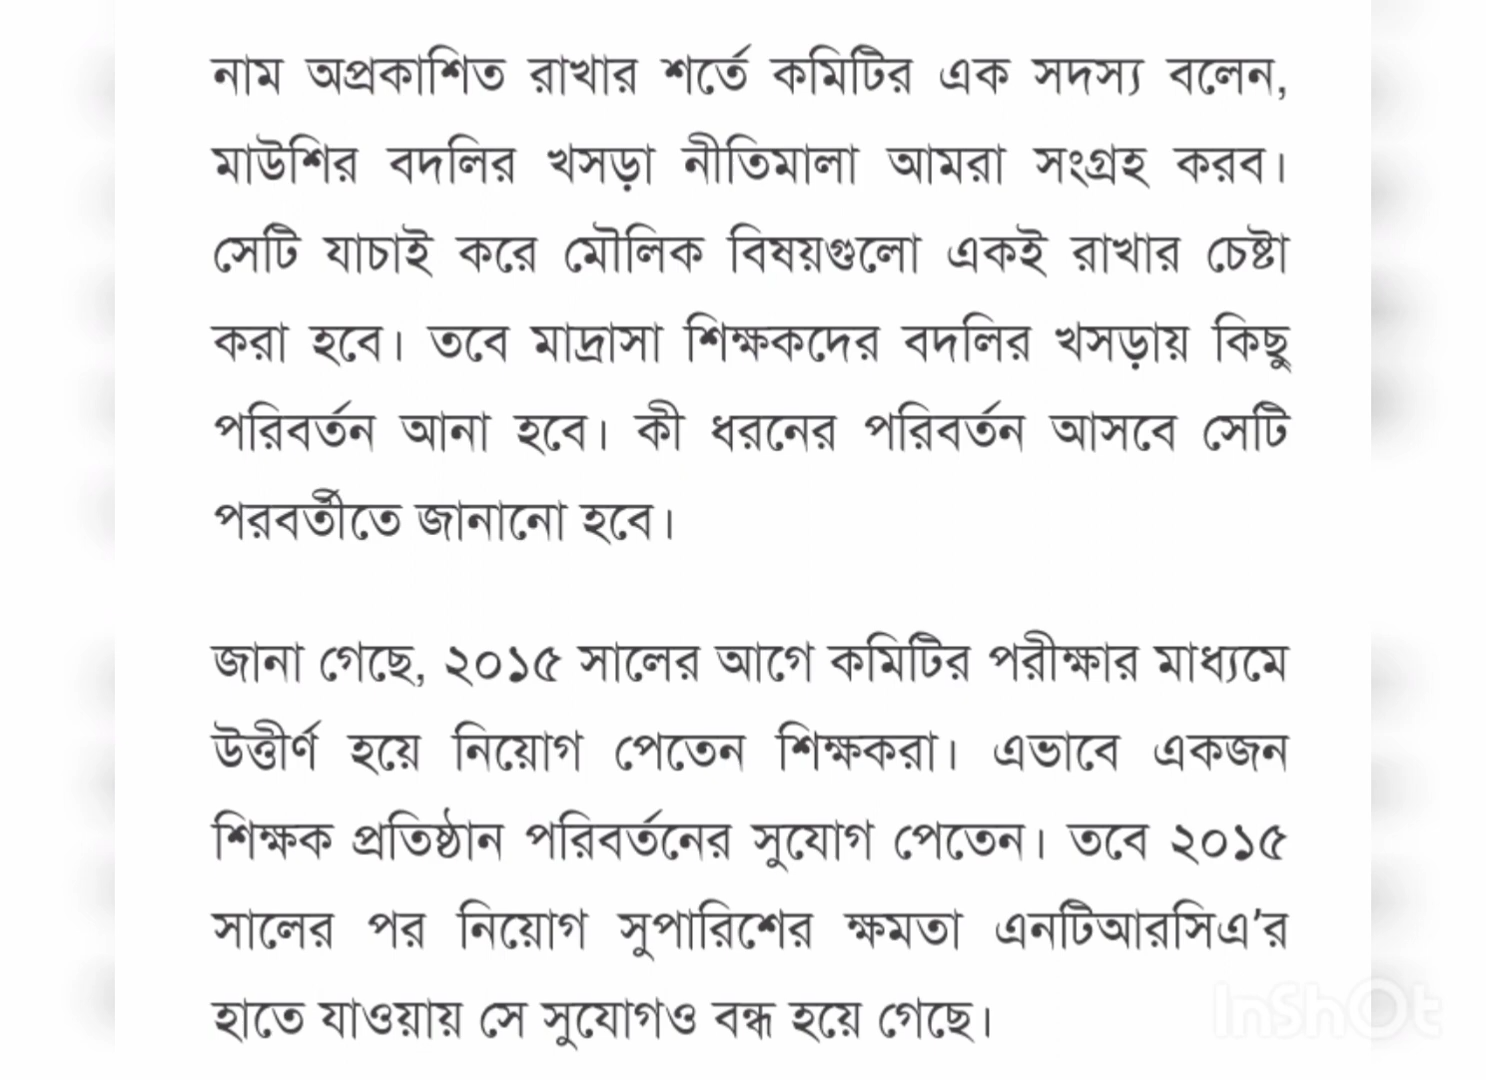 নাম অপ্রকাশিত রাখার শর্তে কমিটির এক সদস্য বলেন,
মাউশির বদলির খসড়া নীতিমালা আমরা সংগ্রহ করব।
সেটি যাচাই করে মৌলিক বিষয়গুলো একই রাখার চেষ্টা
করা হবে। তবে মাদ্রাসা শিক্ষকদের বদলির খসড়ায় কিছু
পরিবর্তন আনা হবে। কী ধরনের পরিবর্তন আসবে সেটি
পরবর্তীতে জানানো হবে।
জানা গেছে, ২০১৫ সালের আগে কমিটির পরীক্ষার মাধ্যমে
উত্তীর্ণ হয়ে নিয়োগ পেতেন শিক্ষকরা। এভাবে একজন
শিক্ষক প্রতিষ্ঠান পরিবর্তনের সুযোগ পেতেন। তবে ২০১৫
সালের পর নিয়োগ সুপারিশের ক্ষমতা এনটিআরসিএ’র
হাতে যাওয়ায় সে সুযোগও বন্ধ হয়ে গেছে।
InShOt